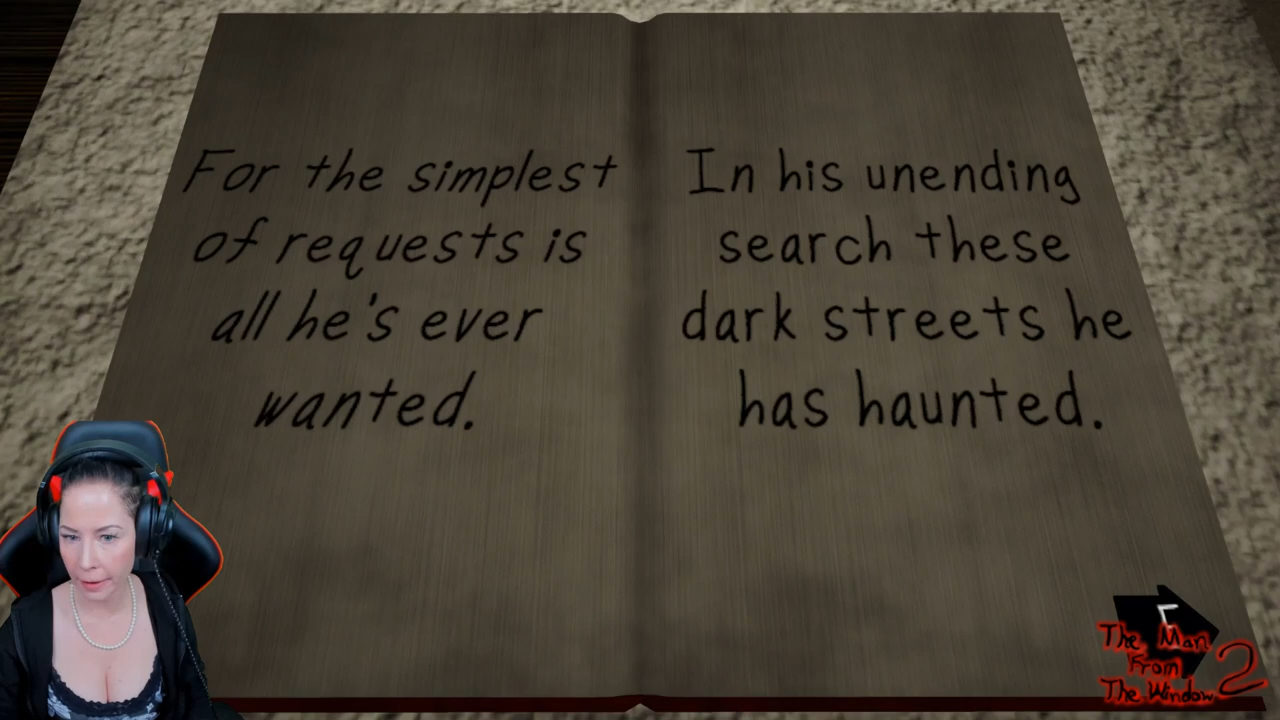 For the simplest
of requests is
all he's ever
wanted.
In his unending
search these
dark streets he
has haunted.
The Man
From
The Window
2